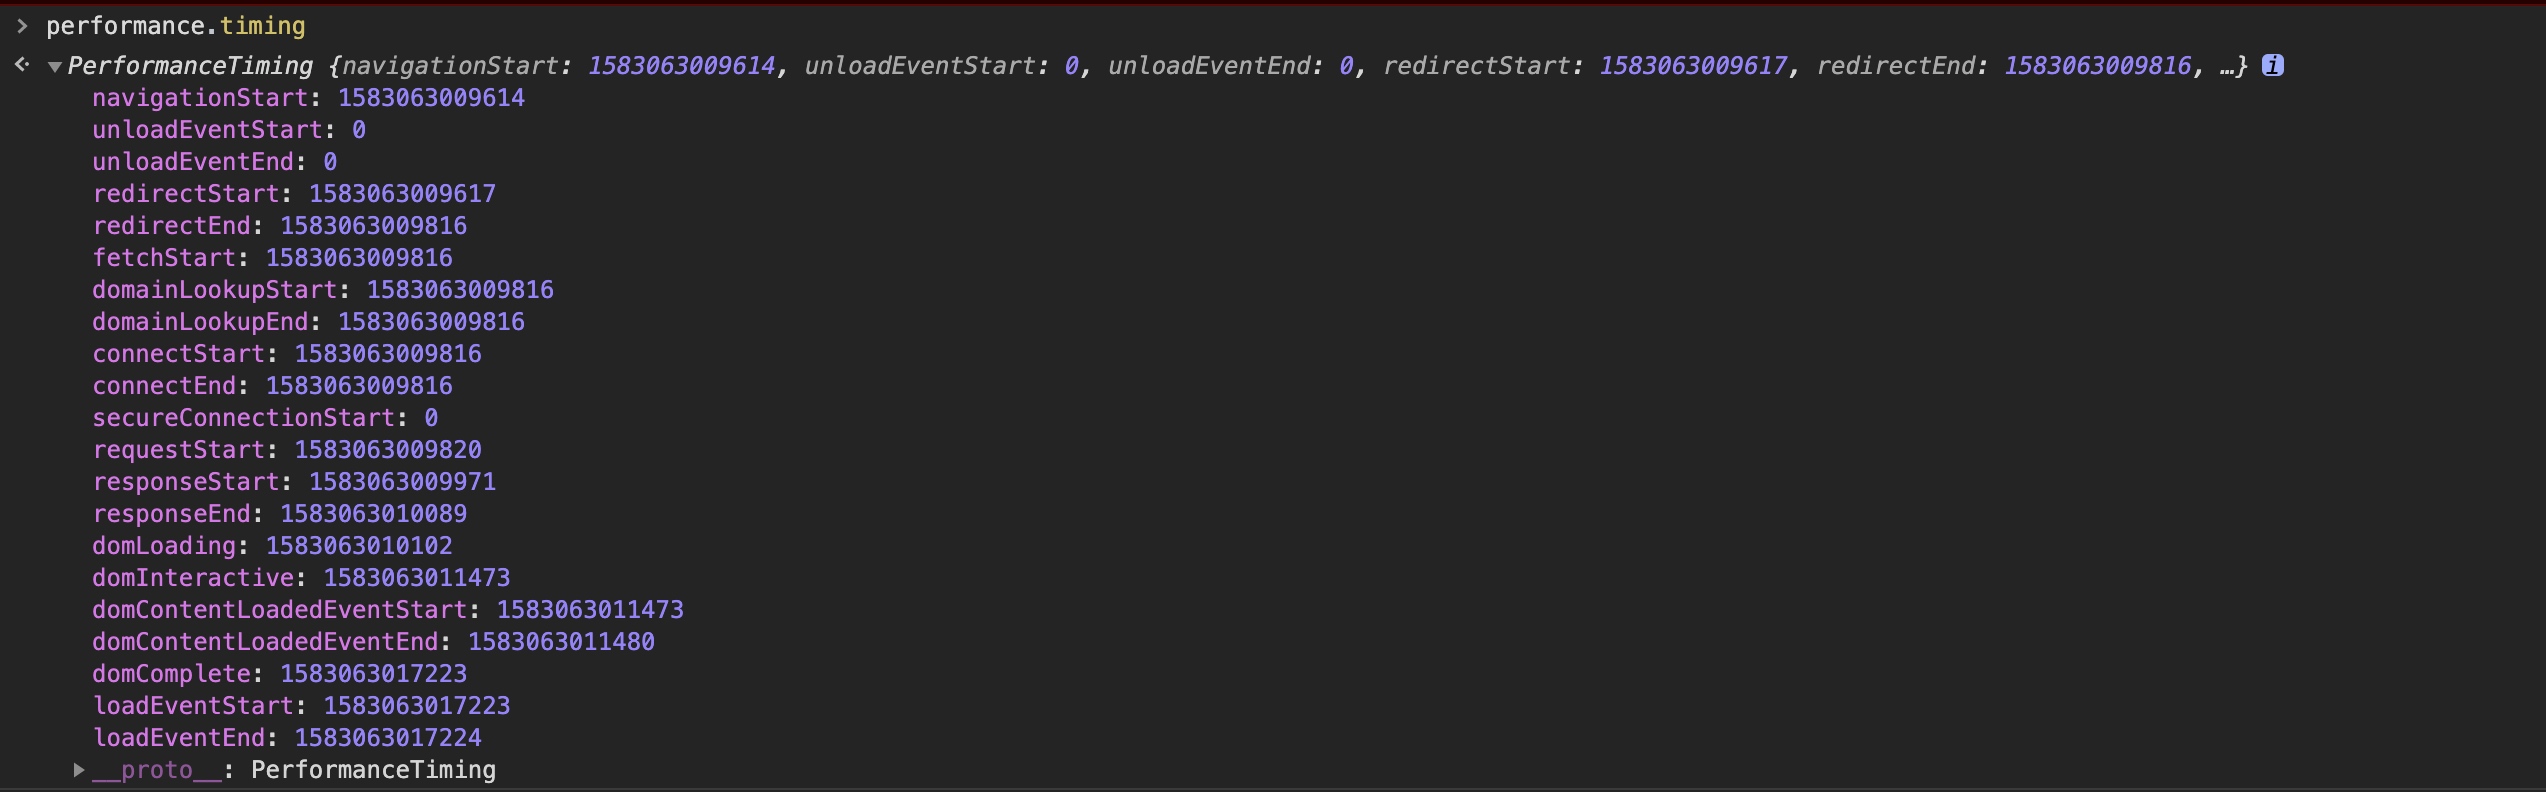 > performance.timing
PerformanceTiming {navigationStart: 1583063009614, unloadEventStart: 0, unloadEventEnd: 0, redirectStart: 1583063009617, redirectEnd: 1583063009816, …} i
navigationStart: 1583063009614
unloadEventStart: 0
unloadEventEnd: 0
redirectStart: 1583063009617
redirectEnd: 1583063009816
fetchStart: 1583063009816
domainLookupStart: 1583063009816
domainLookupEnd: 1583063009816
connectStart: 1583063009816
connectEnd: 1583063009816
secureConnectionStart: 0
requestStart: 1583063009820
responseStart: 1583063009971
responseEnd: 1583063010089
domLoading: 1583063010102
domInteractive: 1583063011473
domContentLoadedEventStart: 1583063011473
domContentLoadedEventEnd: 1583063011480
domComplete: 1583063017223
loadEventStart: 1583063017223
loadEventEnd: 1583063017224
__proto__: PerformanceTiming